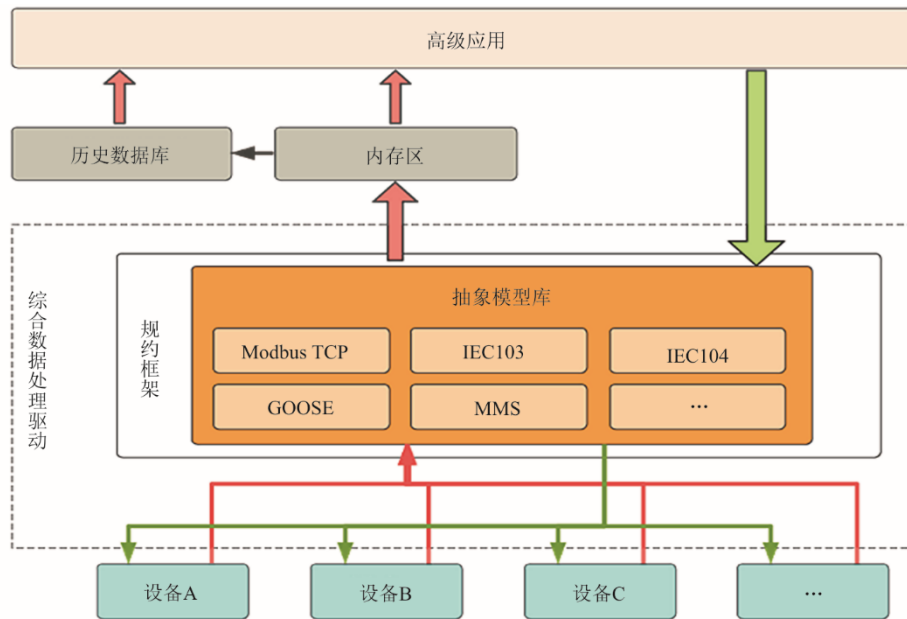 高级应用
历史数据库
内存区
综合数据处理驱动
规约框架
抽象模型库
Modbus TCP
IEC103
IEC104
GOOSE
MMS
…
设备A
设备B
设备C
…